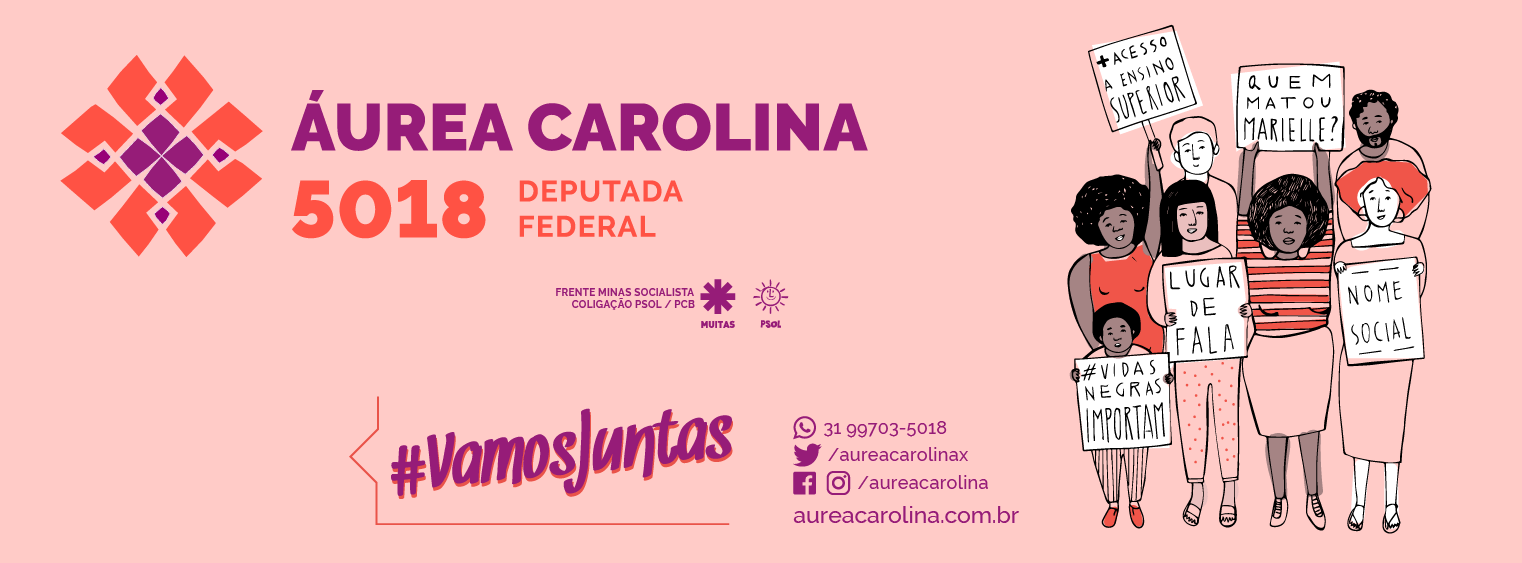 ÁUREA CAROLINA
5018
DEPUTADA
FEDERAL
FRENTE MINAS SOCIALISTA
COLIGAÇÃO PSOL / PCB
MUITAS
PSOL
#VamosJuntas
31 99703-5018
/aureacarolinax
/aureacarolina
aureacarolina.com.br
+ ACESSO
A ENSINO
SUPERIOR
QUEM
MATOU
MARIELLE?
LUGAR
DE
FALA
NOME
SOCIAL
#VIDAS
NEGRAS
IMPORTAM